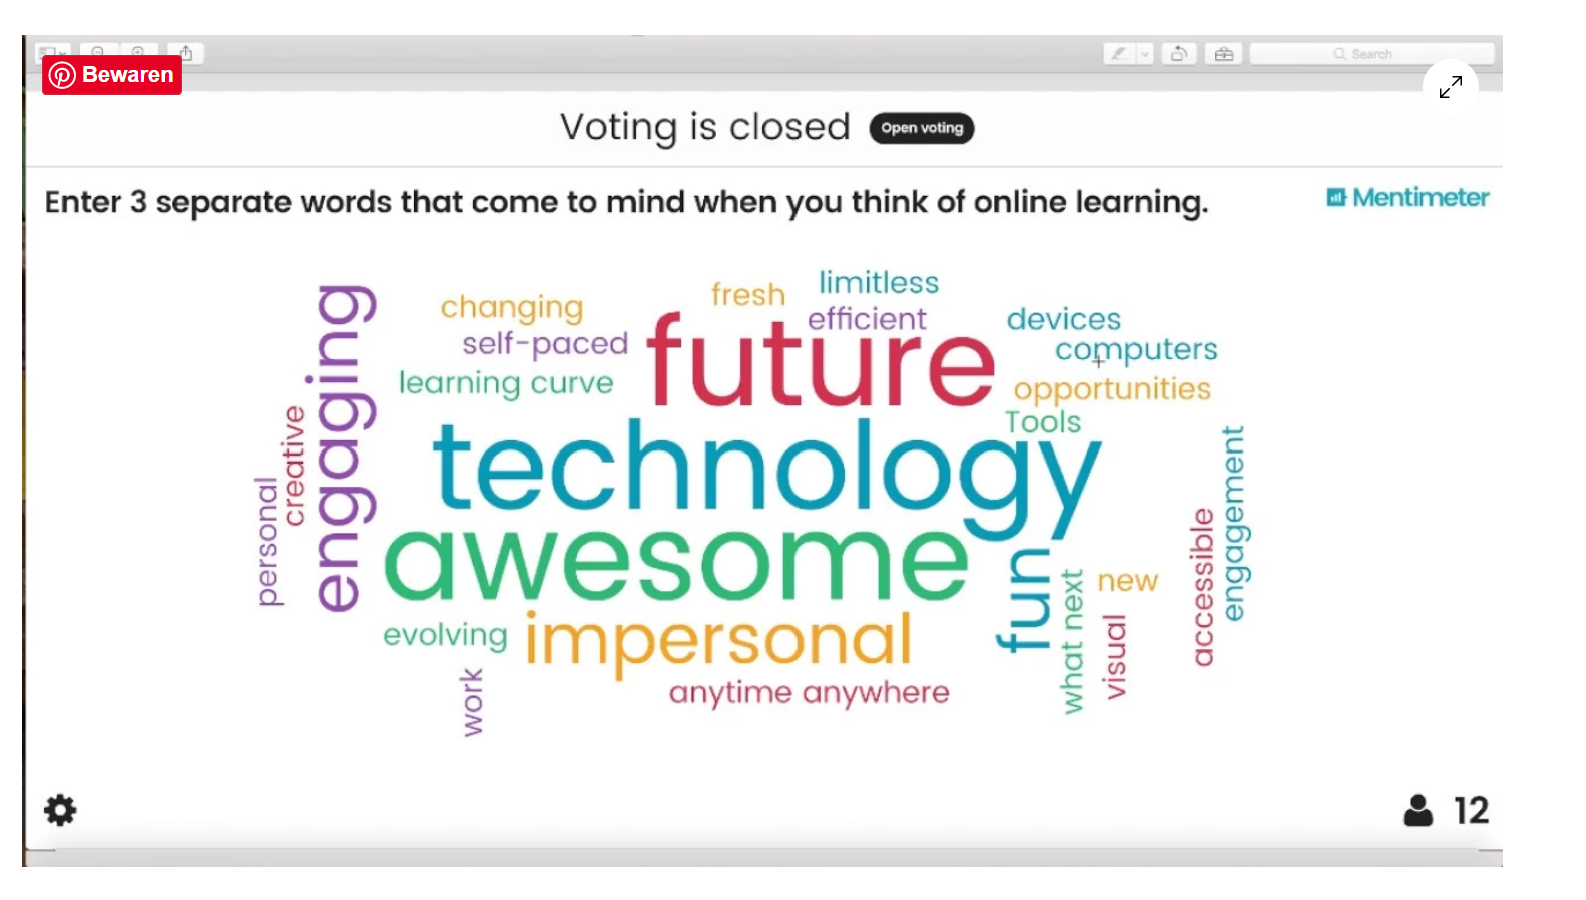 Search
Bewaren
Voting is closed Open voting
Enter 3 separate words that come to mind when you think of online learning.
Mentimeter
limitless
fresh
changing
efficient
devices
self-paced
future
computers
learning curve
opportunities
Tools
engaging
creative
personal
technology
engagement
accessible
awesome
fun
new
what next
visual
evolving
impersonal
work
anytime anywhere
12